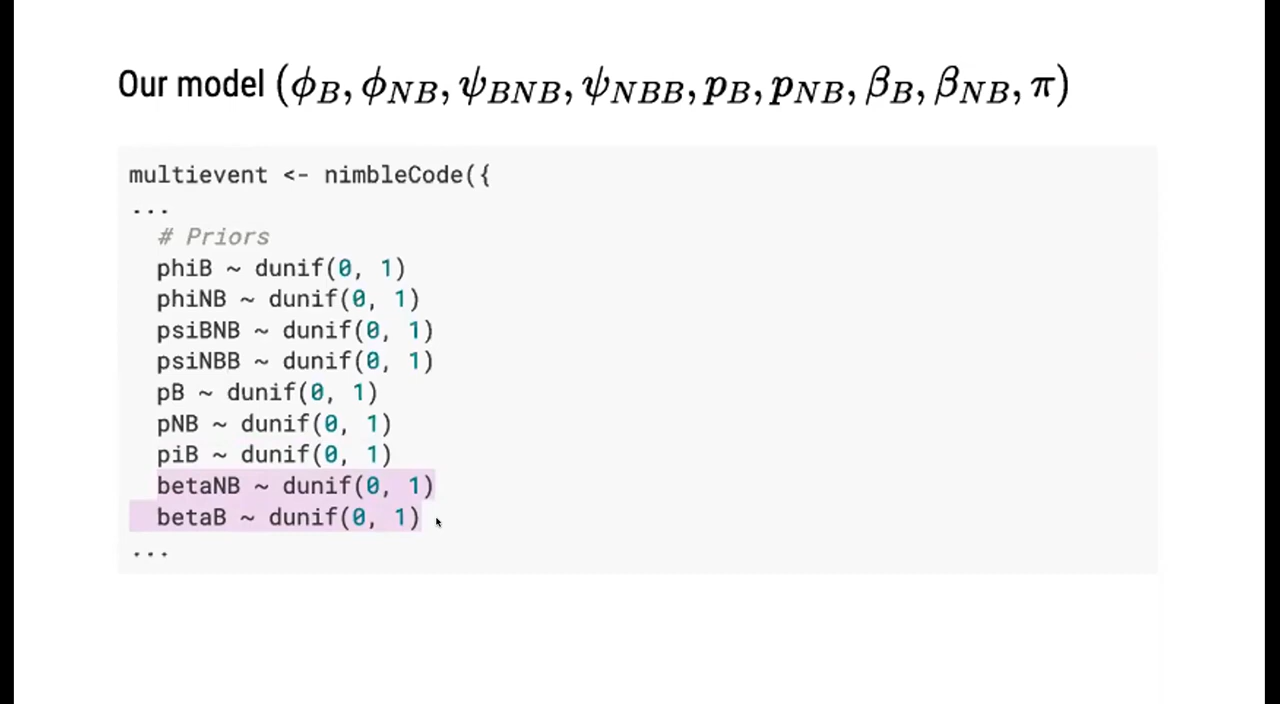 Our model (ϕ_B, ϕ_NB, ψ_BNB, ψ_NBB, p_B, p_NB, β_B, β_NB, π)
multievent <- nimbleCode({
...
  # Priors
  phiB ~ dunif(0, 1)
  phiNB ~ dunif(0, 1)
  psiBNB ~ dunif(0, 1)
  psiNBB ~ dunif(0, 1)
  pB ~ dunif(0, 1)
  pNB ~ dunif(0, 1)
  piB ~ dunif(0, 1)
  betaNB ~ dunif(0, 1)
  betaB ~ dunif(0, 1)
...